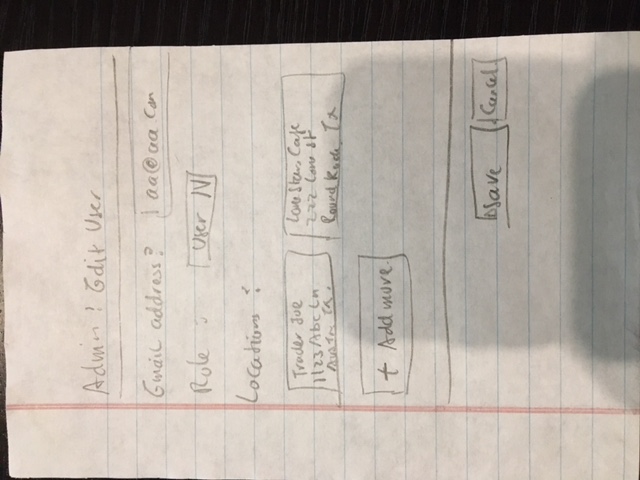 Admin : Edit User
Email address : aa@aa.com
Role : User V
Locations :
Trader Joe
1123 Abc Ln
Austin, Tx.
Lone Star Cafe
222 Lone St
Round Rock, Tx
+ Add more
Save Cancel